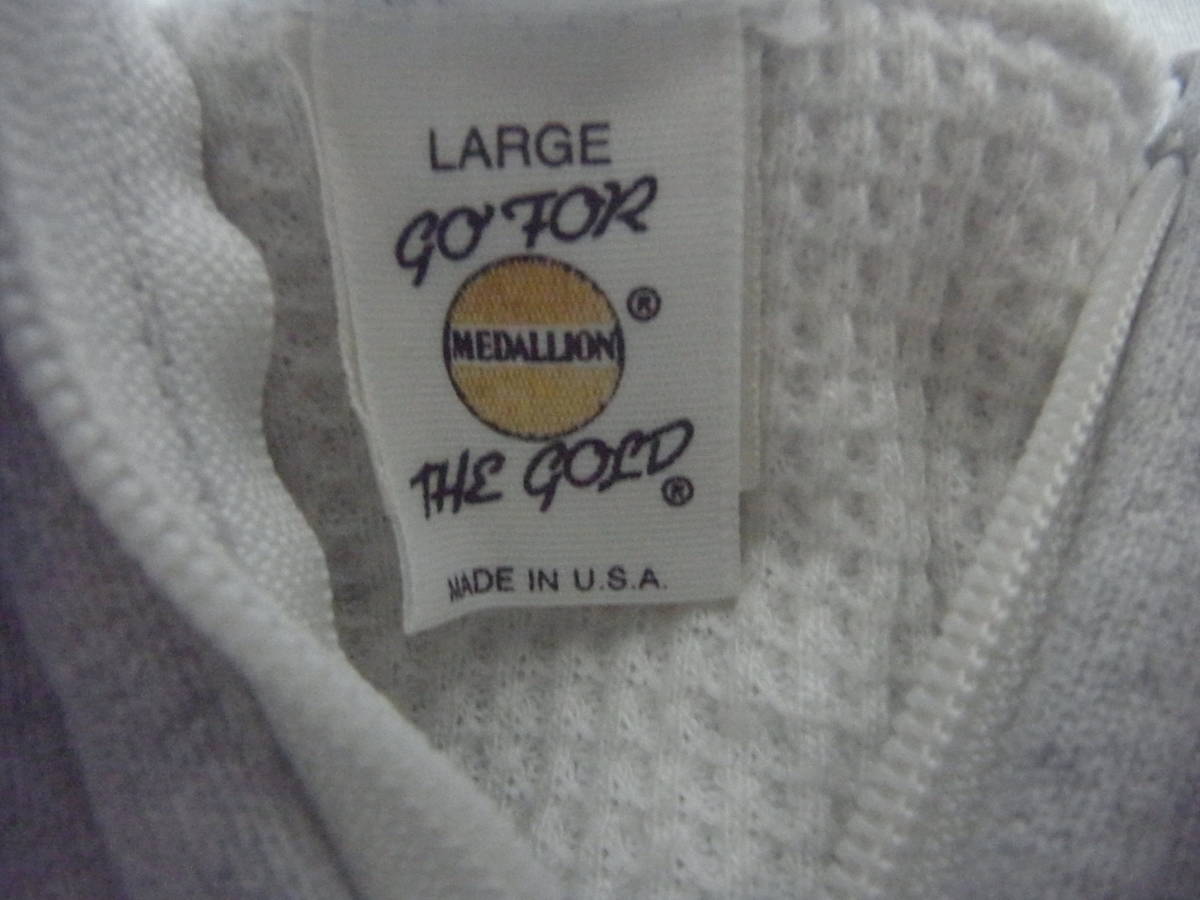 LARGE
GO FOR
MEDALLION ®
THE GOLD ®
MADE IN U.S.A.